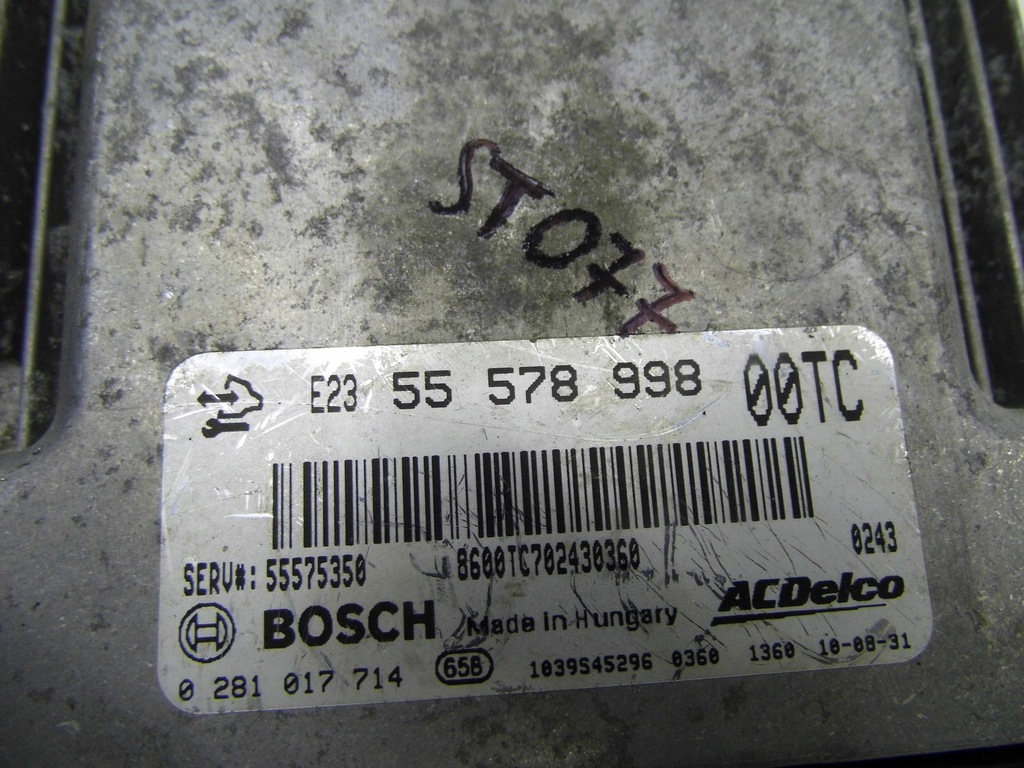 ST077
E23 55 578 998 00TC
8600TC702430360 0243
SERV#: 55575350
BOSCH Made in Hungary ACDelco
0 281 017 714 65B 1039S45296 0360 1360 10-08-31